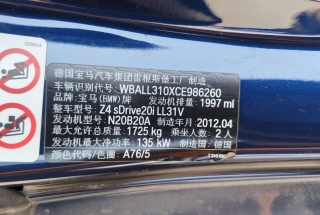 德国宝马汽车集团雷根斯堡工厂制造
车辆识别代号: WBALL310XCE986260
品牌: 宝马(BMW)牌 发动机排量: 1997 ml
整车型号: Z4 sDrive20i LL31V
发动机型号: N20B20A 制造年月: 2012.04
最大允许总质量: 1725 kg 乘坐人数: 2人
发动机最大净功率: 135 kW 制造国: 德国
颜色代码/色号: A76/5